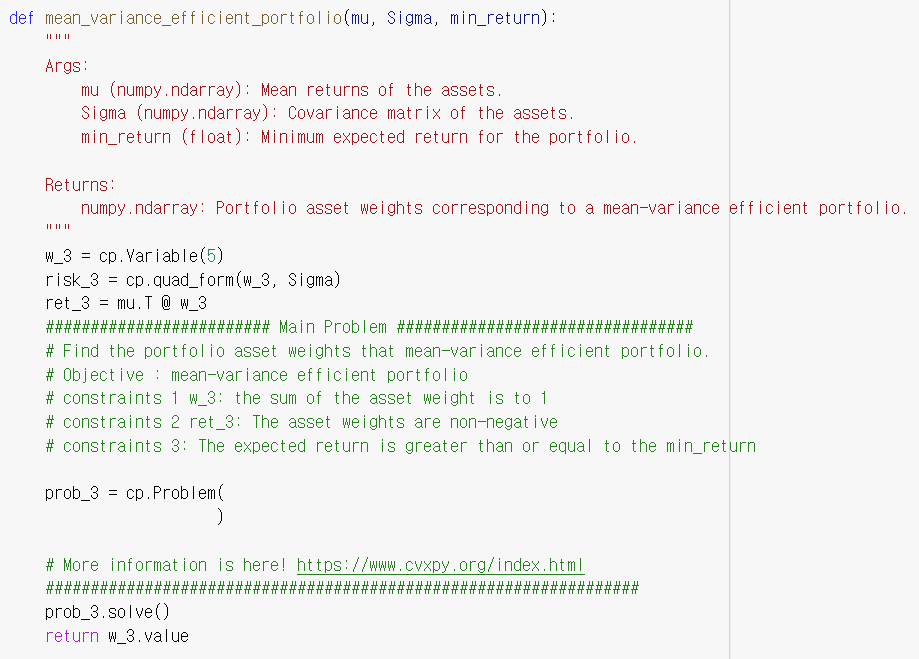 def mean_variance_efficient_portfolio(mu, Sigma, min_return):
"""
Args:
mu (numpy.ndarray): Mean returns of the assets.
Sigma (numpy.ndarray): Covariance matrix of the assets.
min_return (float): Minimum expected return for the portfolio.
Returns:
numpy.ndarray: Portfolio asset weights corresponding to a mean-variance efficient portfolio.
"""
w_3 = cp.Variable(5)
risk_3 = cp.quad_form(w_3, Sigma)
ret_3 = mu.T @ w_3
######################### Main Problem #################################
# Find the portfolio asset weights that mean-variance efficient portfolio.
# Objective : mean-variance efficient portfolio
# constraints 1 w_3: the sum of the asset weight is to 1
# constraints 2 ret_3: The asset weights are non-negative
# constraints 3: The expected return is greater than or equal to the min_return
prob_3 = cp.Problem(
)
# More information is here! https://www.cvxpy.org/index.html
##################################################################
prob_3.solve()
return w_3.value